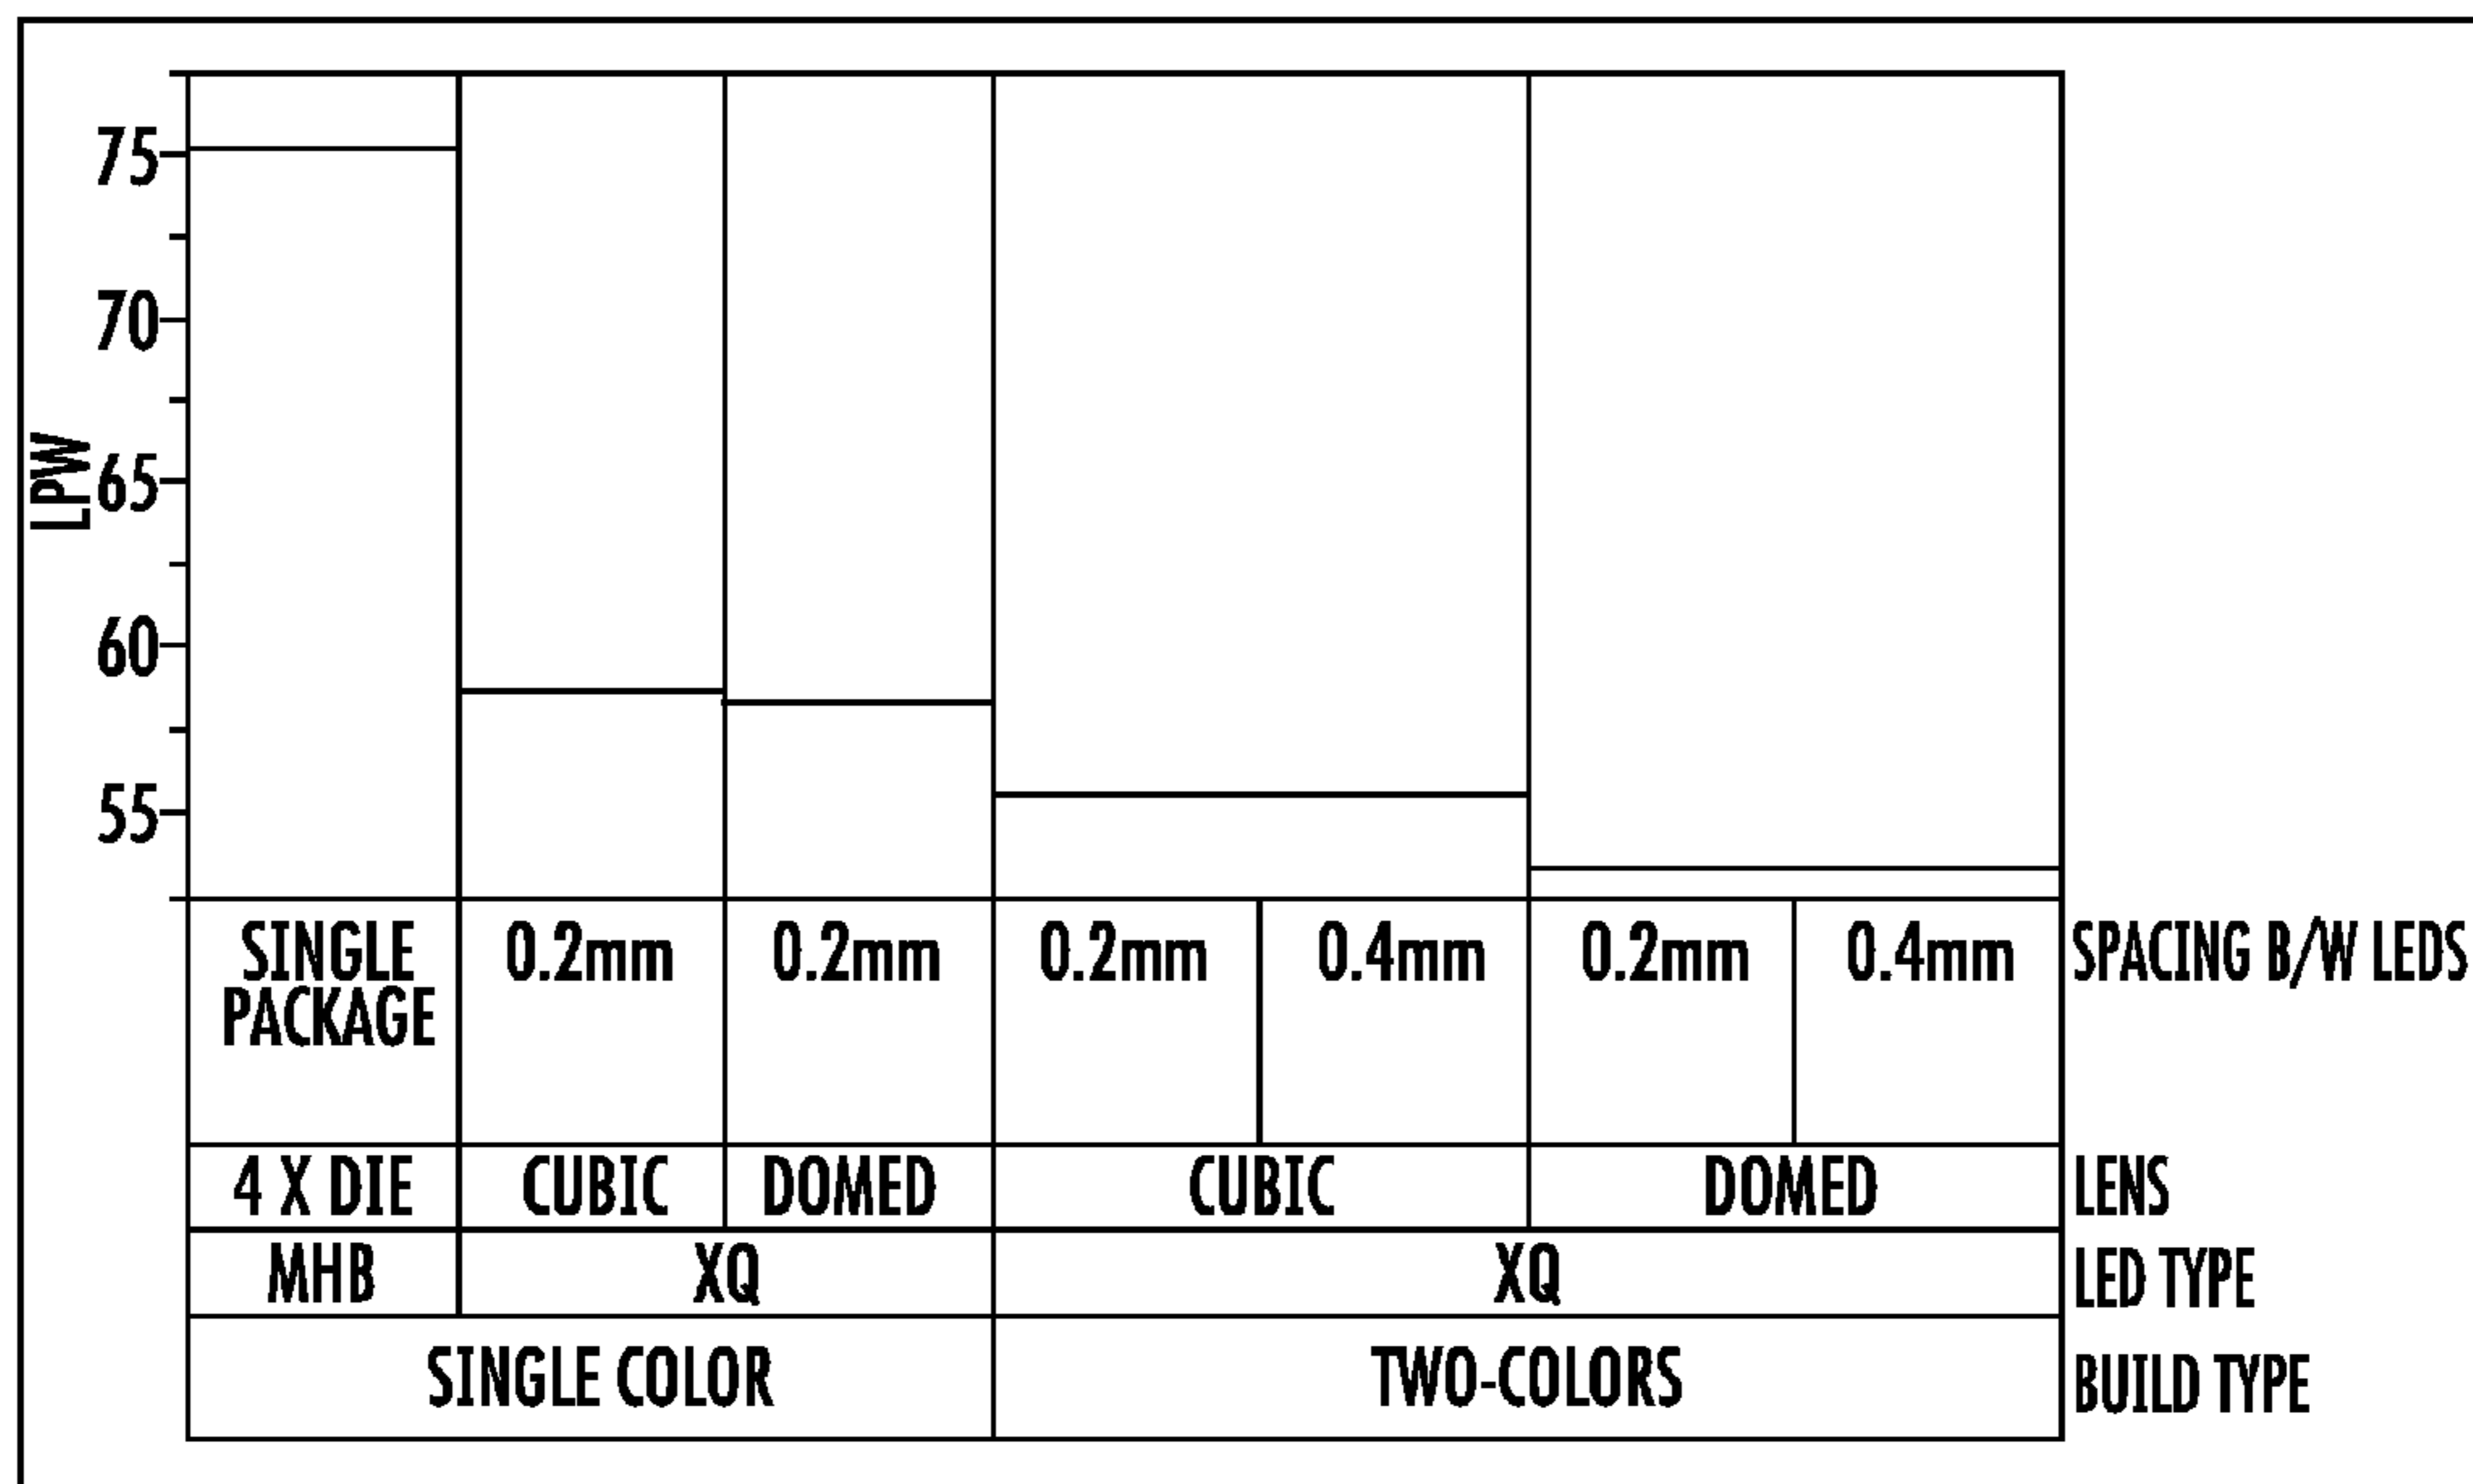 75
70
65
60
55
LPW
SINGLE
PACKAGE
0.2mm
0.2mm
0.2mm
0.4mm
0.2mm
0.4mm
SPACING B/W LEDS
4 X DIE
CUBIC
DOMED
CUBIC
DOMED
LENS
MHB
XQ
XQ
LED TYPE
SINGLE COLOR
TWO-COLORS
BUILD TYPE